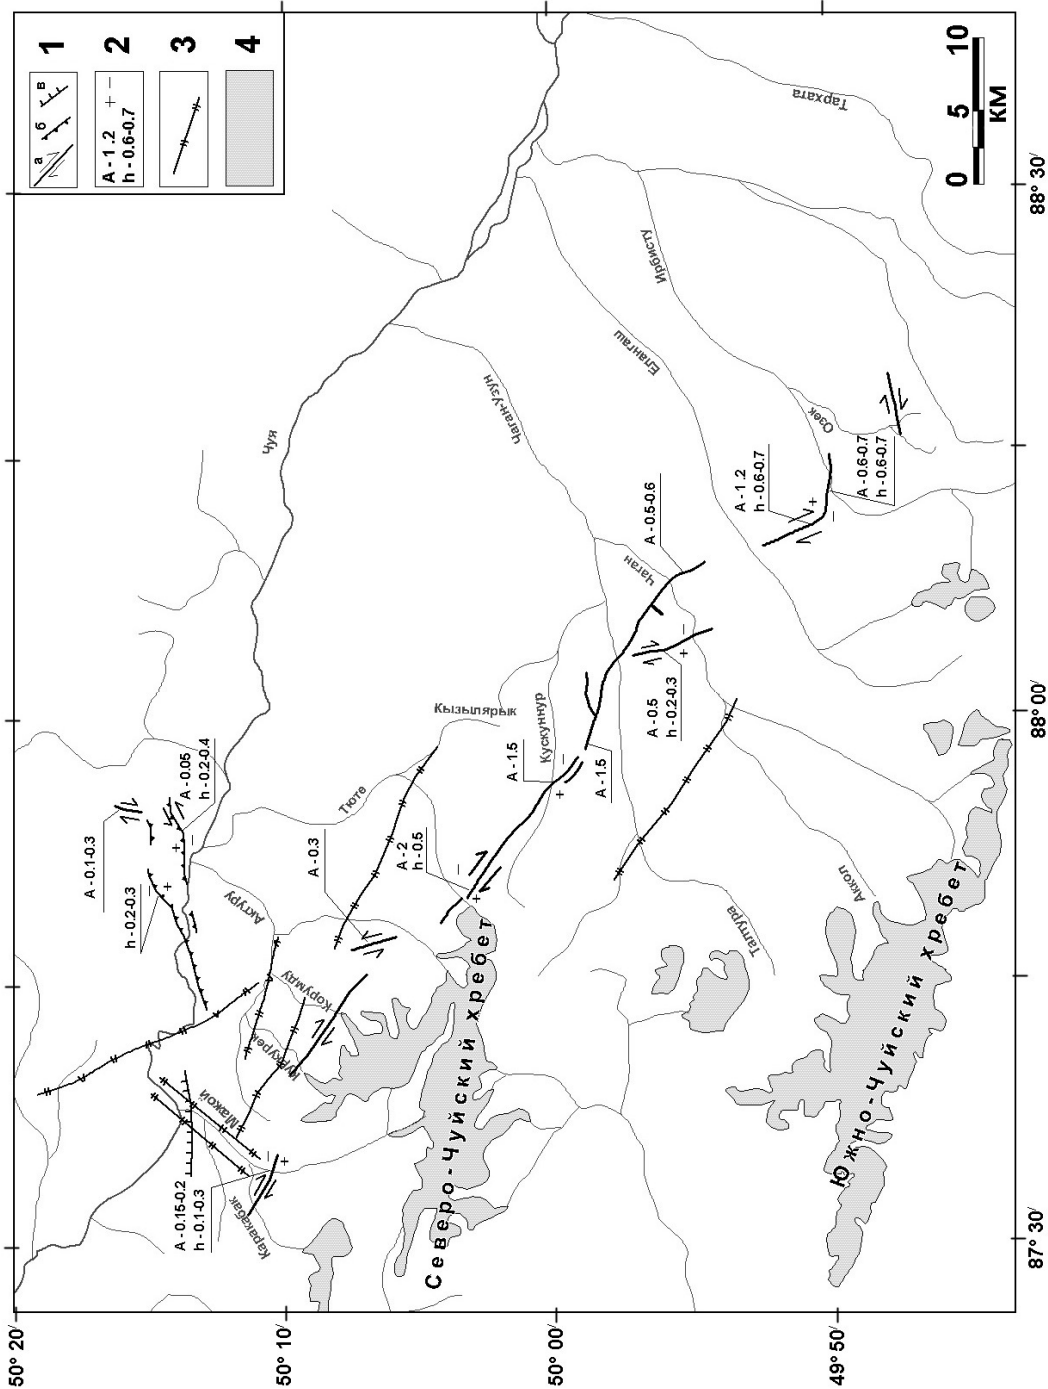 50° 20′
50° 10′
50° 00′
49° 50′
87° 30′
88° 00′
88° 30′
1
а
б
в
2
А - 1.2
h - 0.6-0.7
+ −
3
4
0 5 10
КМ
Чуя
Тархата
Ирбисту
Елангаш
Чаган-Узун
Озек
Чаган
Кызылярык
Кускуннур
Тюте
Актуру
Корумду
Куркурек
Мажой
Каракабак
Талтура
Аккол
Северо-Чуйский хребет
Южно-Чуйский хребет
А - 0.15-0.2
h - 0.1-0.3
h - 0.2-0.3
А - 0.1-0.3
А - 0.05
h - 0.2-0.4
А - 0.3
А - 2
h - 0.5
А - 1.5
А - 1.5
А - 0.5
h - 0.2-0.3
А - 0.5-0.6
А - 1.2
h - 0.6-0.7
А - 0.6-0.7
h - 0.6-0.7